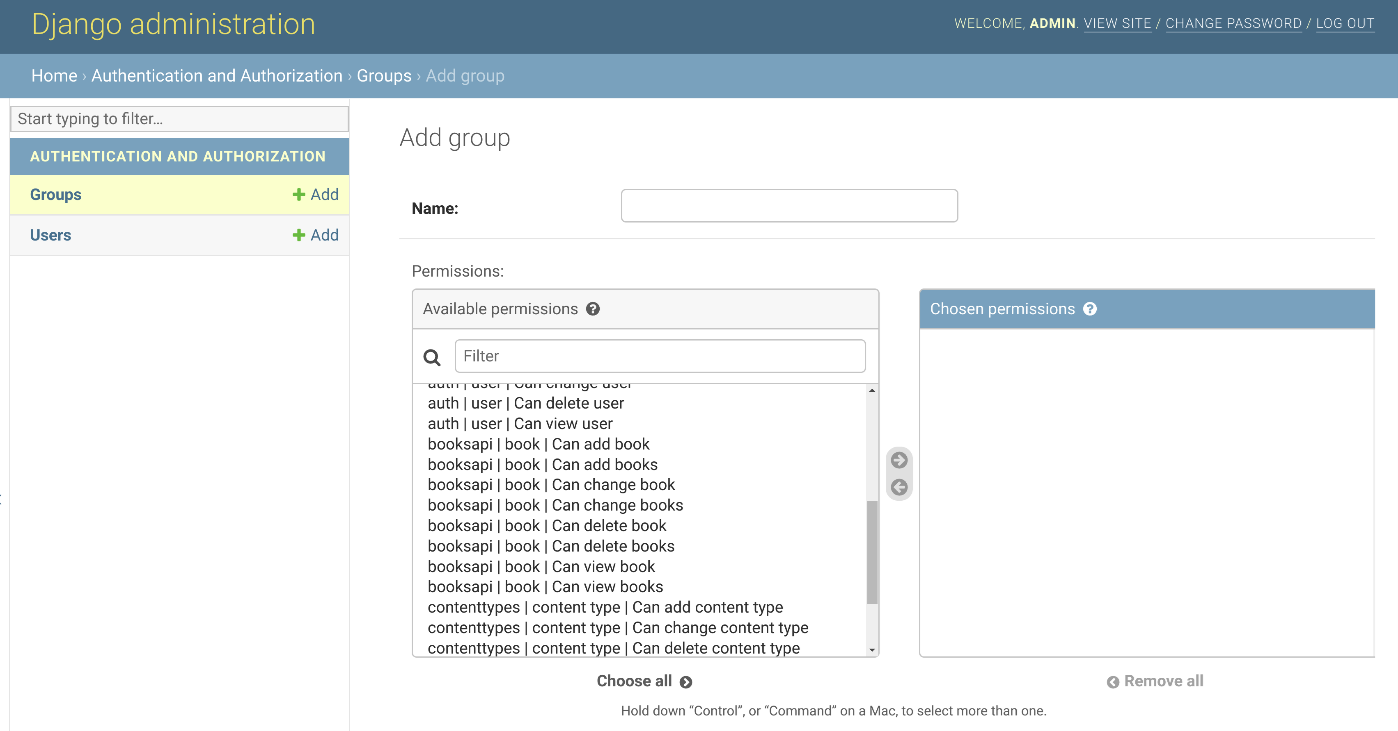 Django administration
WELCOME, ADMIN. VIEW SITE / CHANGE PASSWORD / LOG OUT
Home › Authentication and Authorization › Groups › Add group
Start typing to filter...
AUTHENTICATION AND AUTHORIZATION
Groups
Add
Users
Add
Add group
Name:
Permissions:
Available permissions
Filter
auth | user | Can change user
auth | user | Can delete user
auth | user | Can view user
booksapi | book | Can add book
booksapi | book | Can add books
booksapi | book | Can change book
booksapi | book | Can change books
booksapi | book | Can delete book
booksapi | book | Can delete books
booksapi | book | Can view book
booksapi | book | Can view books
contenttypes | content type | Can add content type
contenttypes | content type | Can change content type
contenttypes | content type | Can delete content type
Choose all
Chosen permissions
Remove all
Hold down “Control”, or “Command” on a Mac, to select more than one.